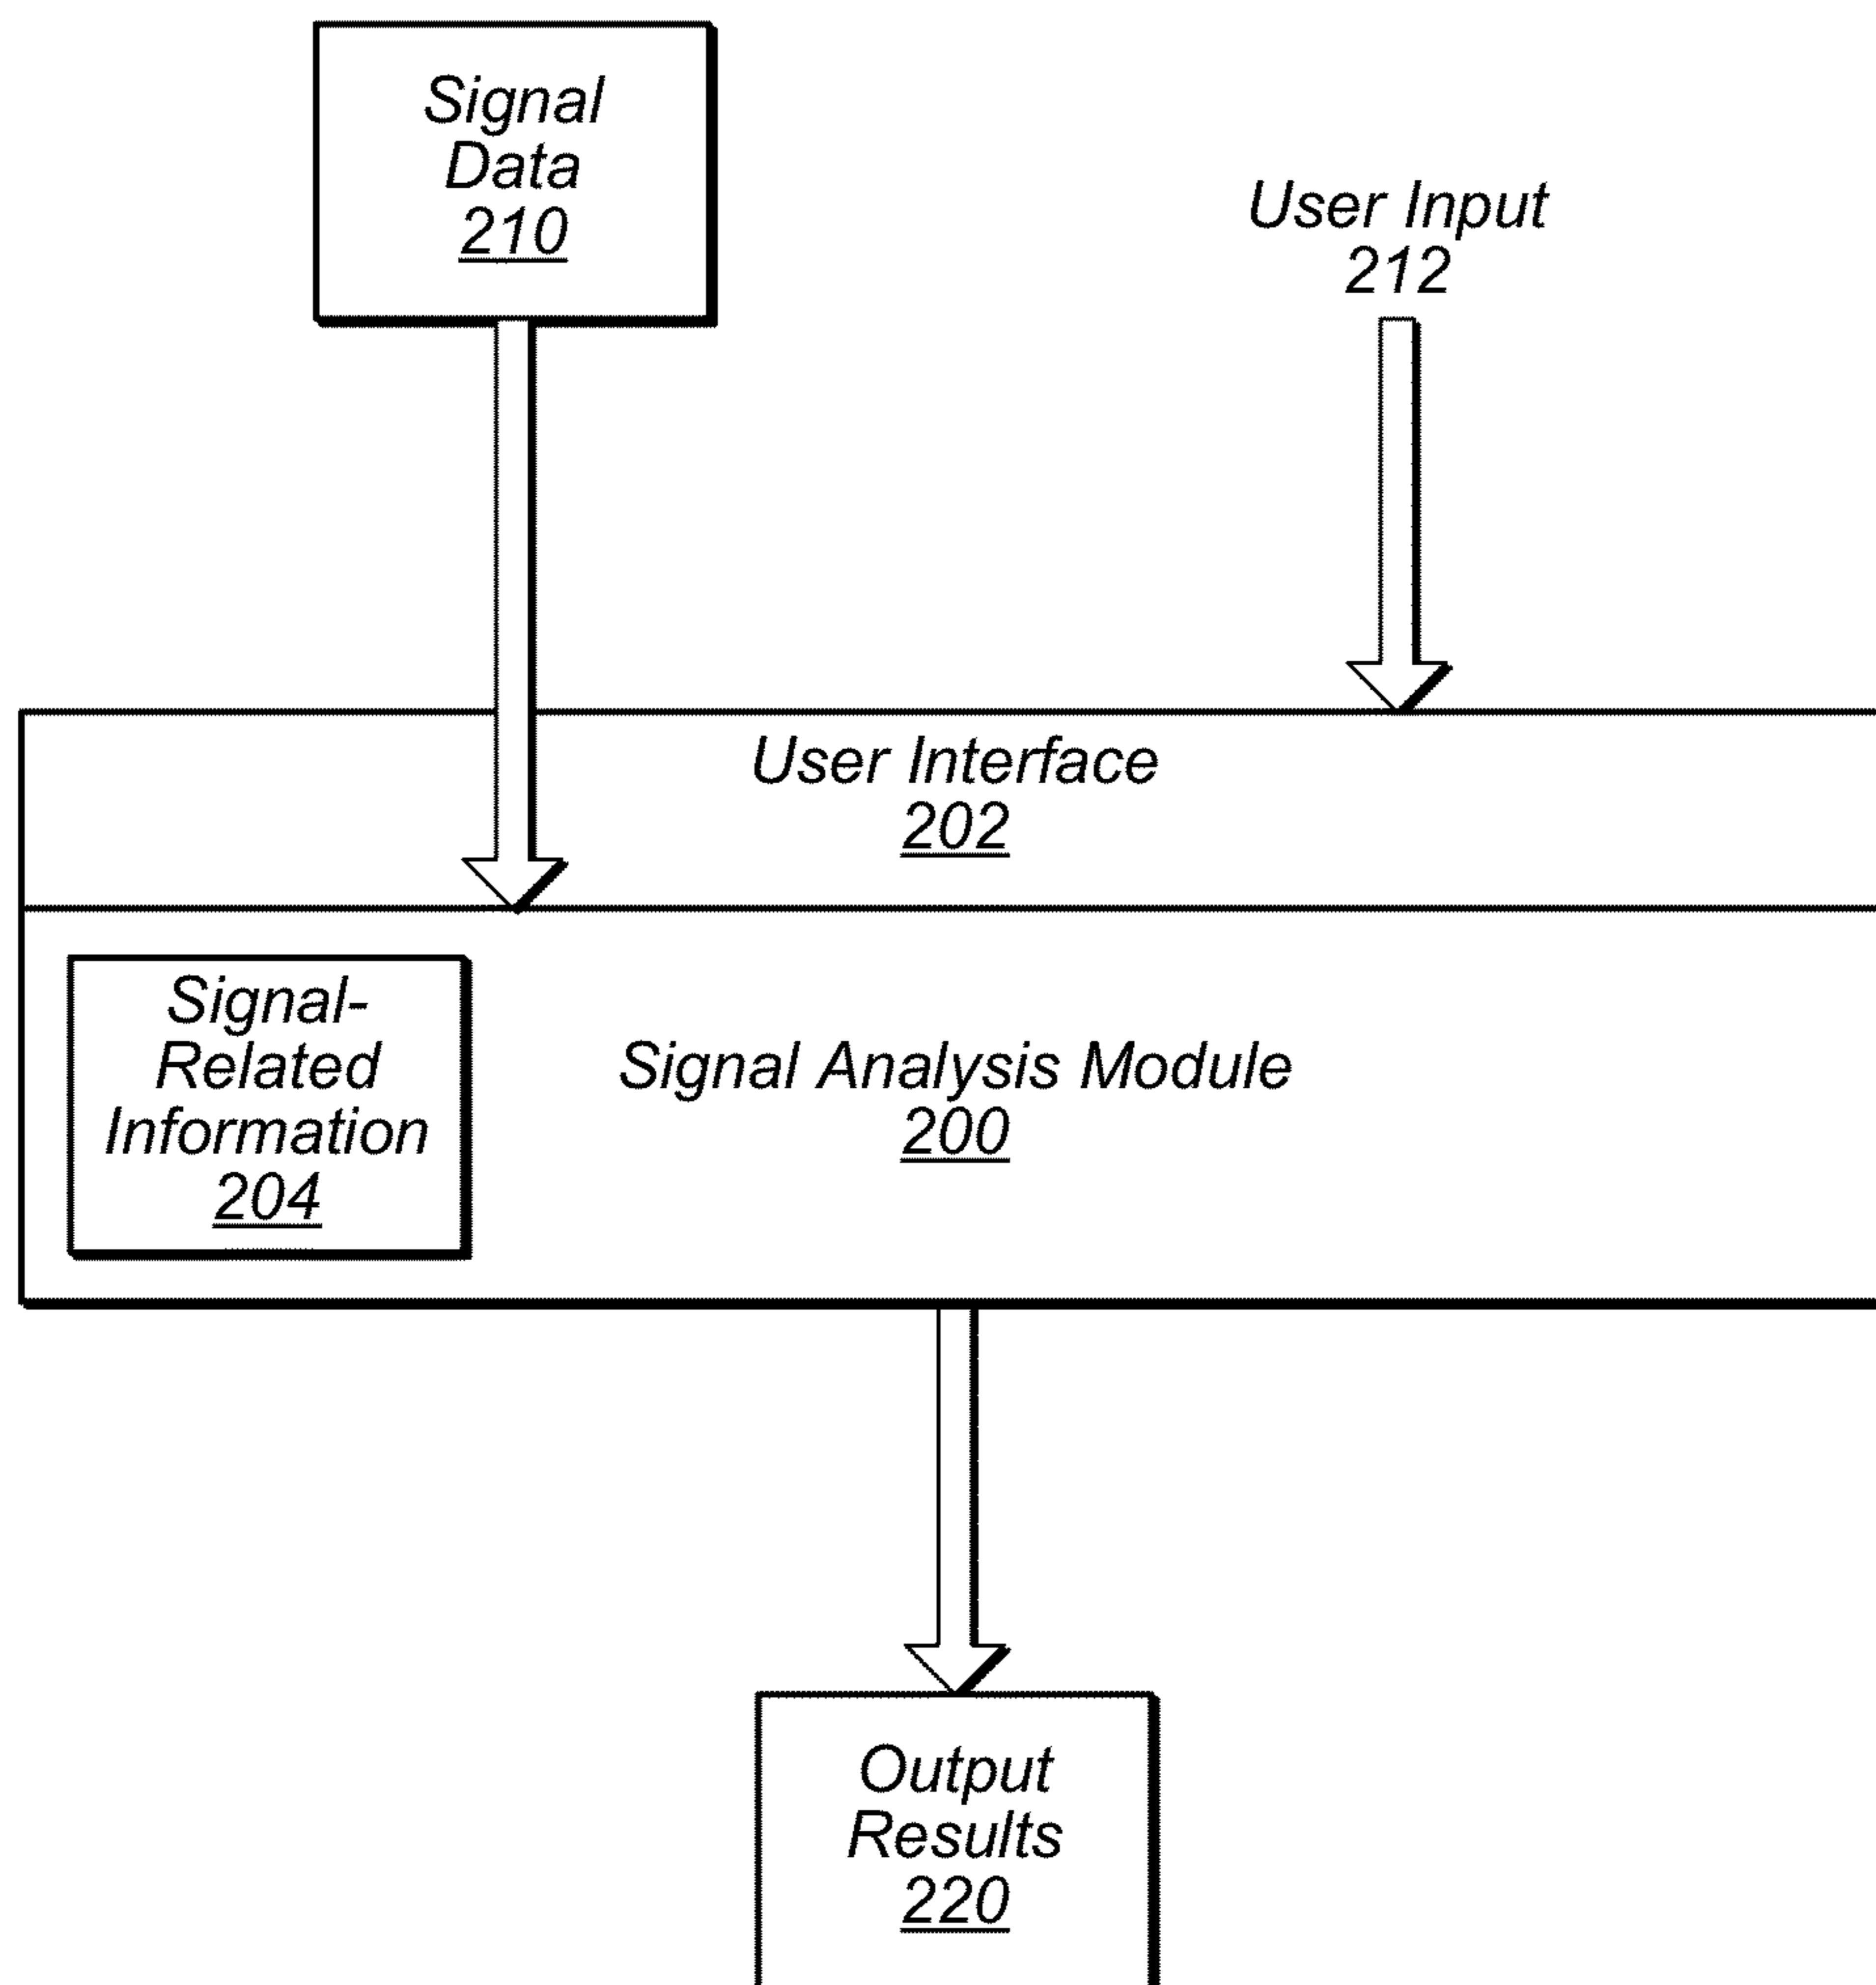 Signal
Data
210
User Input
212
User Interface
202
Signal-
Related
Information
204
Signal Analysis Module
200
Output
Results
220